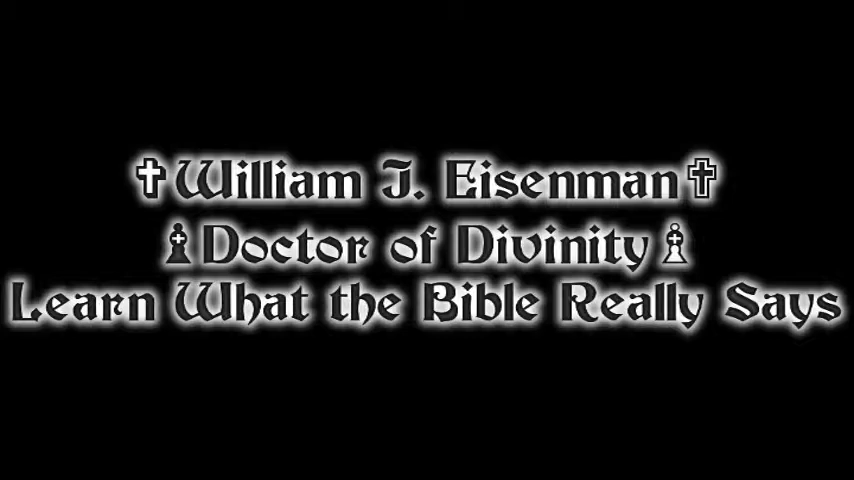 ✝William J. Eisenman✞
♝Doctor of Divinity♗
Learn What the Bible Really Says